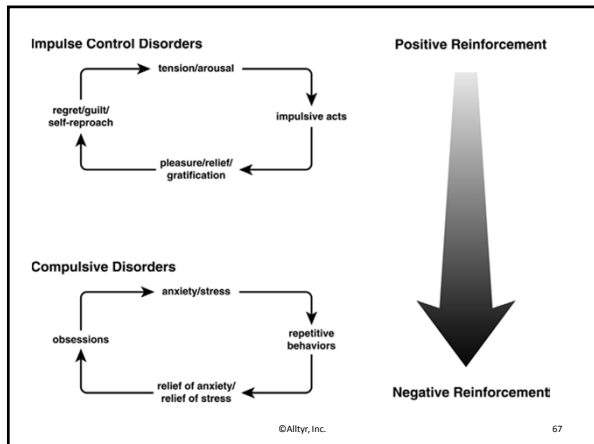 Impulse Control Disorders
tension/arousal
regret/guilt/
self-reproach
impulsive acts
pleasure/relief/
gratification
Positive Reinforcement
Compulsive Disorders
anxiety/stress
obsessions
repetitive
behaviors
relief of anxiety/
relief of stress
Negative Reinforcement
©Alltyr, Inc.
67